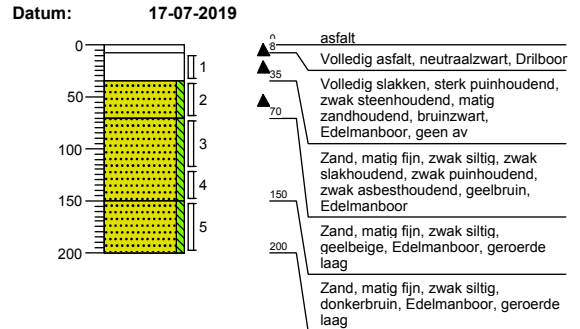 Datum: 17-07-2019
0
50
100
150
200
1
2
3
4
5
0
asfalt
8
Volledig asfalt, neutraalzwart, Drilboor
35
Volledig slakken, sterk puinhoudend,
zwak steenhoudend, matig
zandhoudend, bruinzwart,
Edelmanboor, geen av
70
Zand, matig fijn, zwak siltig, zwak
slakhoudend, zwak puinhoudend,
zwak asbesthoudend, geelbruin,
Edelmanboor
150
Zand, matig fijn, zwak siltig,
geelbeige, Edelmanboor, geroerde
laag
200
Zand, matig fijn, zwak siltig,
donkerbruin, Edelmanboor, geroerde
laag